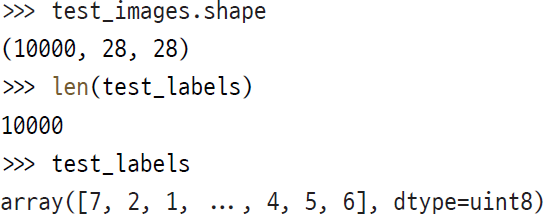 >>> test_images.shape
(10000, 28, 28)
>>> len(test_labels)
10000
>>> test_labels
array([7, 2, 1, ..., 4, 5, 6], dtype=uint8)